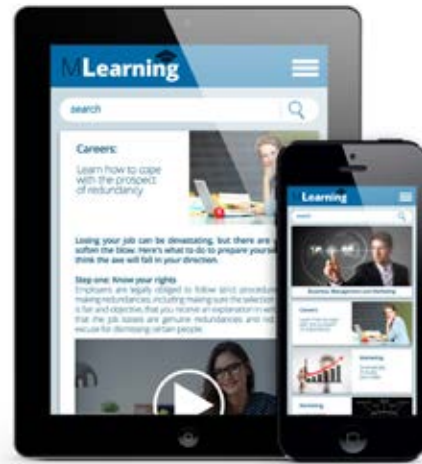 MLearning
search
Careers:
Learn how to cope
with the prospect
of redundancy
Losing your job can be devastating, but there are
soften the blow. Here's what to do to prepare yoursel
think the axe will fall in your direction.
Step one: Know your rights
Employers are legally obliged to follow strict procedure
making redundancies, including making sure the selection
is fair and objective, that you receive an explanation in
that the job losses are genuine redundancies and not
excuse for dismissing certain people.
Learning
search
Business, Management and Marketing
Careers
Marketing
Marketing